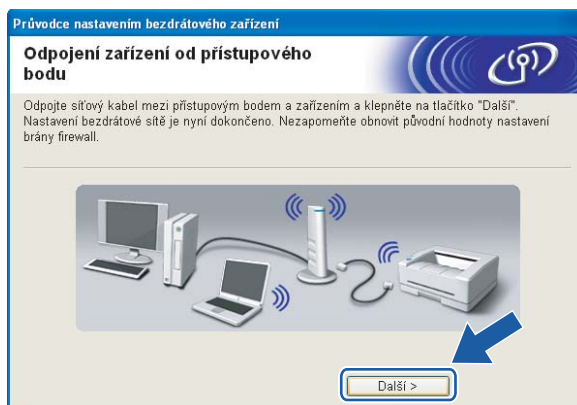 Průvodce nastavením bezdrátového zařízení
Odpojení zařízení od přístupového
bodu
Odpojte síťový kabel mezi přístupovým bodem a zařízením a klepněte na tlačítko "Další".
Nastavení bezdrátové sítě je nyní dokončeno. Nezapomeňte obnovit původní hodnoty nastavení
brány firewall.
Další >